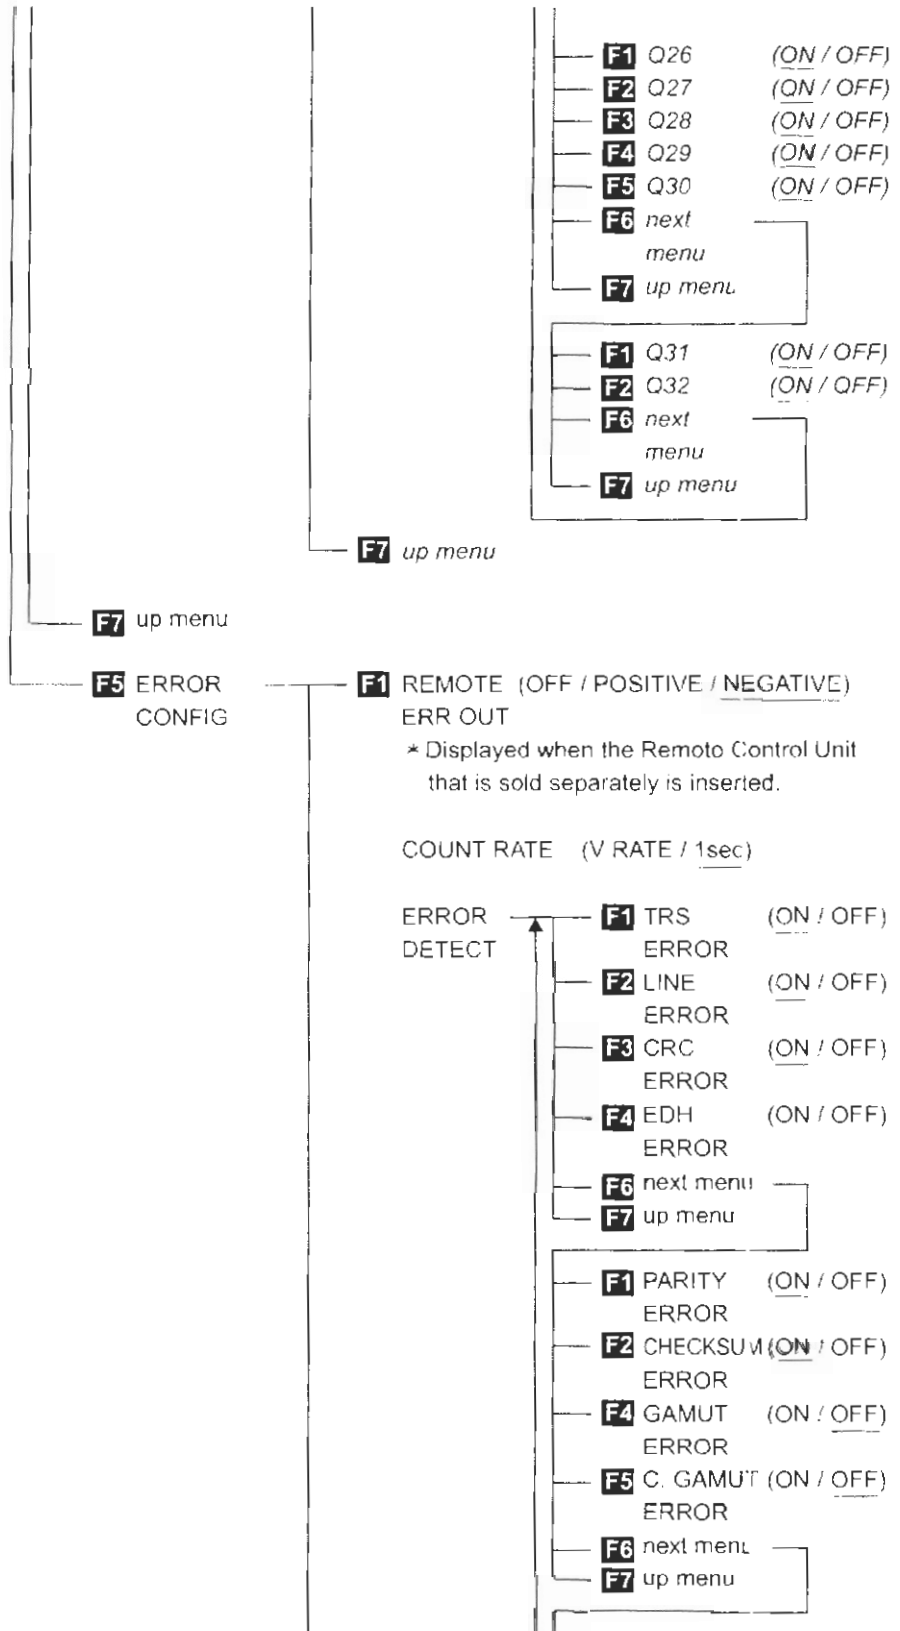 F1 Q26 (ON / OFF)
F2 Q27 (ON / OFF)
F3 Q28 (ON / OFF)
F4 Q29 (ON / OFF)
F5 Q30 (ON / OFF)
F6 next
menu
F7 up menu
F1 Q31 (ON / OFF)
F2 Q32 (ON / OFF)
F6 next
menu
F7 up menu
F7 up menu
F7 up menu
F5 ERROR
CONFIG
F1 REMOTE (OFF / POSITIVE / NEGATIVE)
ERR OUT
* Displayed when the Remoto Control Unit
that is sold separately is inserted.
COUNT RATE (V RATE / 1sec)
ERROR
DETECT
F1 TRS (ON / OFF)
ERROR
F2 LINE (ON / OFF)
ERROR
F3 CRC (ON / OFF)
ERROR
F4 EDH (ON / OFF)
ERROR
F6 next menu
F7 up menu
F1 PARITY (ON / OFF)
ERROR
F2 CHECKSUM (ON / OFF)
ERROR
F4 GAMUT (ON / OFF)
ERROR
F5 C. GAMUT (ON / OFF)
ERROR
F6 next menu
F7 up menu